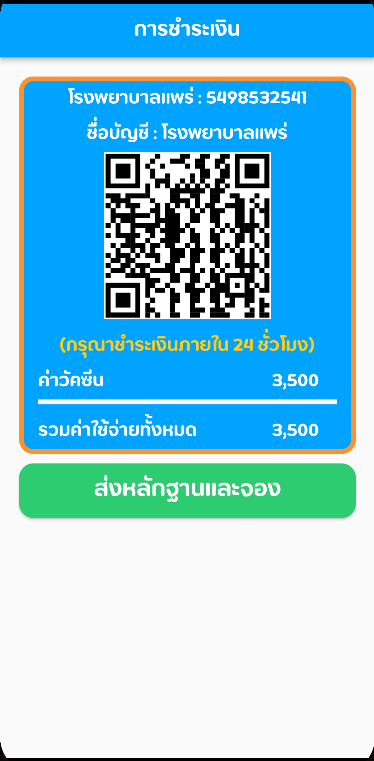 การชำระเงิน
โรงพยาบาลแพร่ : 5498532541
ชื่อบัญชี : โรงพยาบาลแพร่
(กรุณาชำระเงินภายใน 24 ชั่วโมง)
ค่าวัคซีน 3,500
รวมค่าใช้จ่ายทั้งหมด 3,500
ส่งหลักฐานและจอง